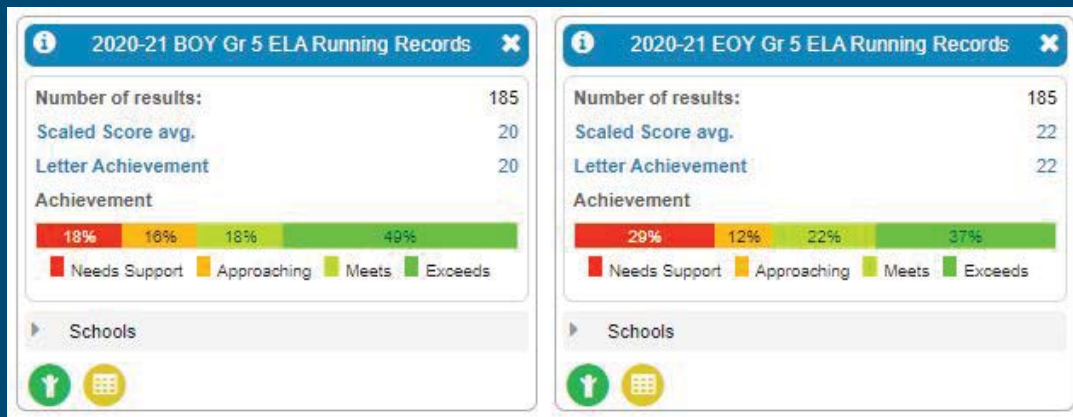 2020-21 BOY Gr 5 ELA Running Records
Number of results: 185
Scaled Score avg. 20
Letter Achievement 20
Achievement
18% 16% 18% 49%
Needs Support Approaching Meets Exceeds
Schools
2020-21 EOY Gr 5 ELA Running Records
Number of results: 185
Scaled Score avg. 22
Letter Achievement 22
Achievement
29% 12% 22% 37%
Needs Support Approaching Meets Exceeds
Schools